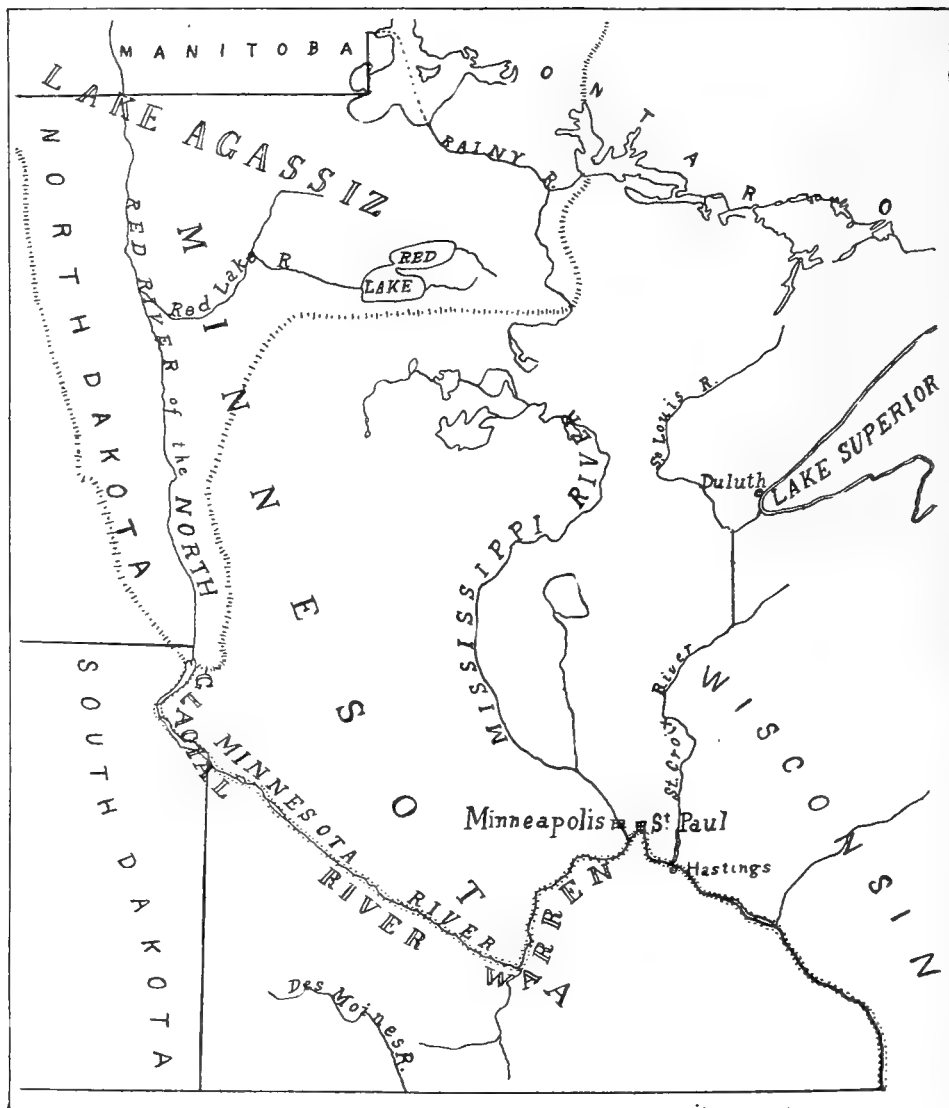 MANITOBA
LAKE AGASSIZ
ONTARIO
RAINY R.
NORTH DAKOTA
RED RIVER of the NORTH
Red Lake R
RED
LAKE
MINNESOTA
MISSISSIPPI RIVER
St Louis R.
Duluth
LAKE SUPERIOR
St. Croix River
WISCONSIN
SOUTH DAKOTA
GLACIAL RIVER WARREN
MINNESOTA RIVER
Minneapolis
St Paul
Hastings
Des Moines R.